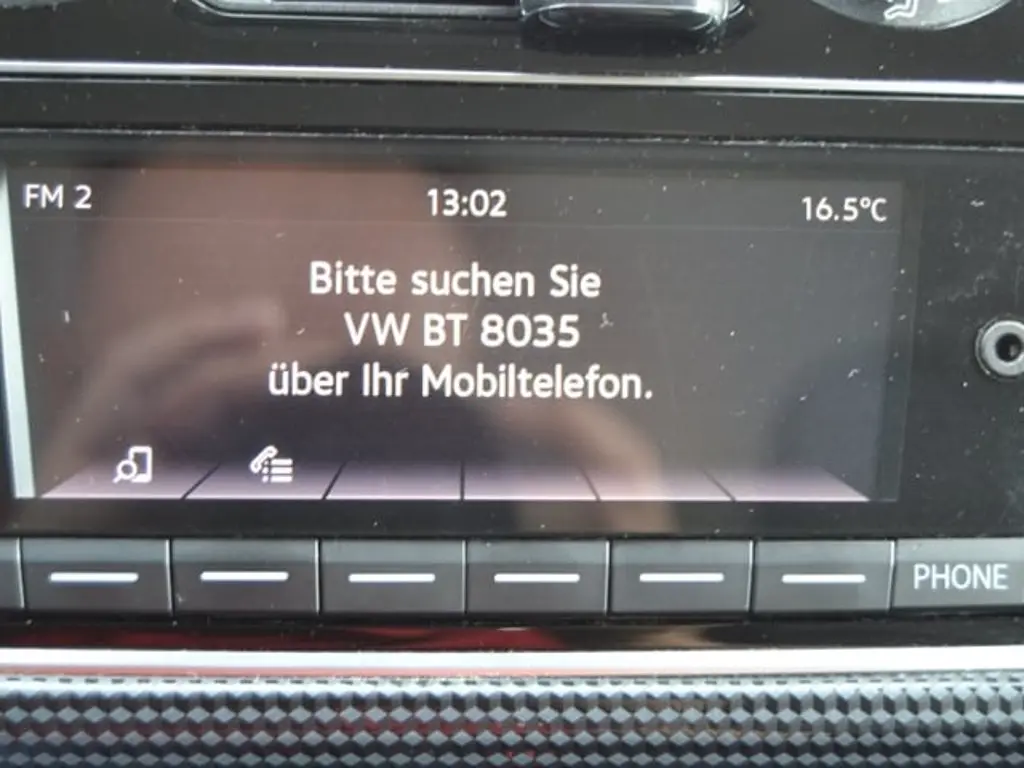 FM 2 13:02 16.5°C
Bitte suchen Sie
VW BT 8035
über Ihr Mobiltelefon.
PHONE